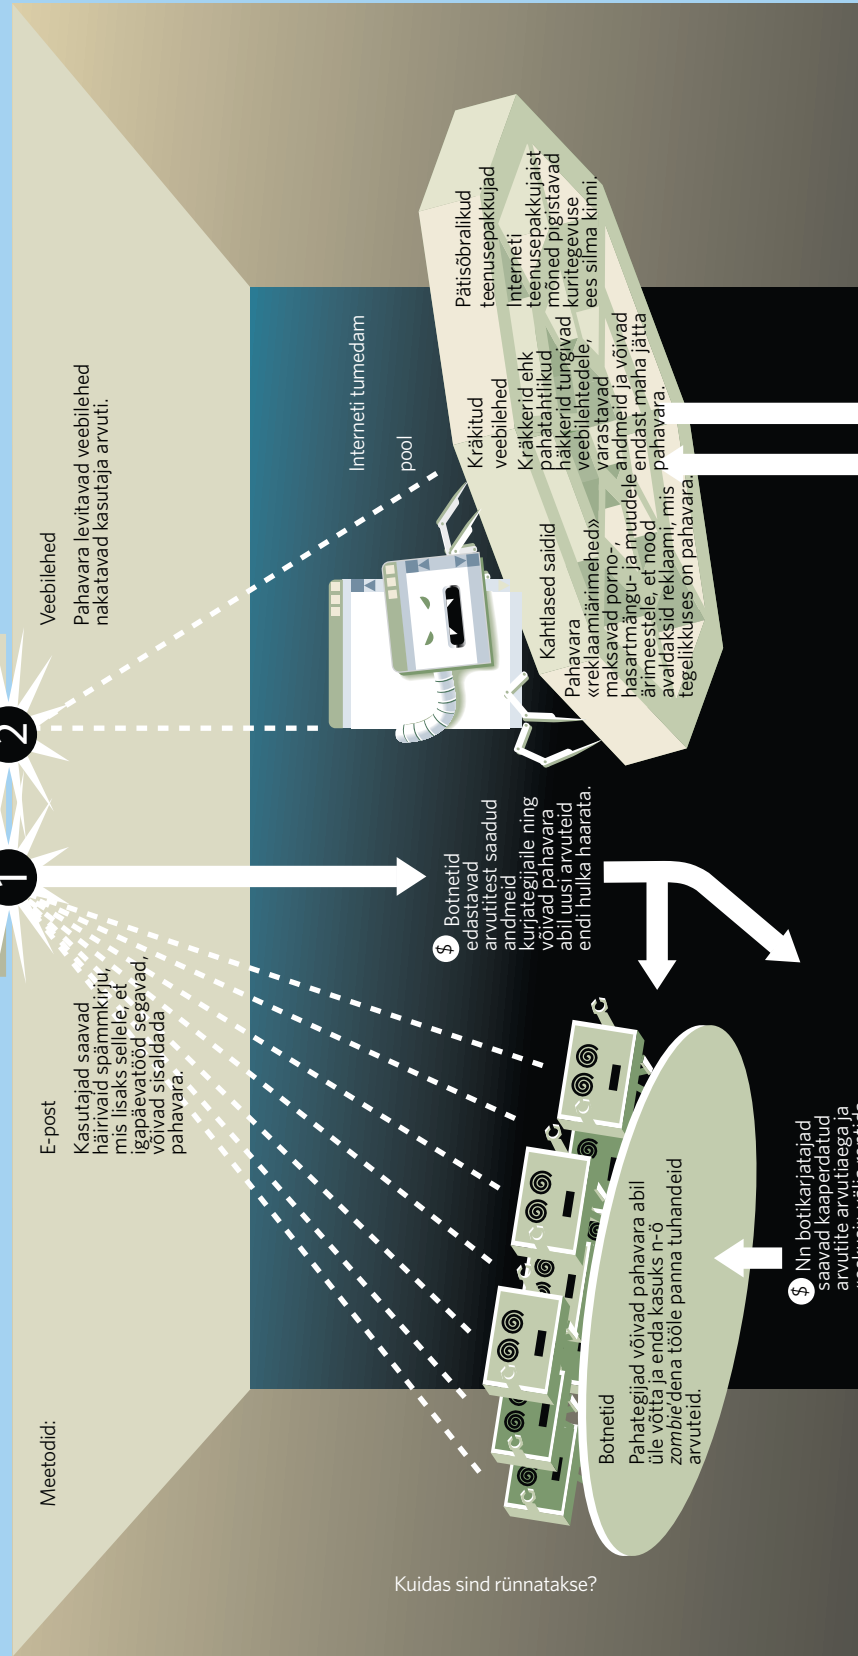 Meetodid:
E-post
Kasutajad saavad
häirivaid spämmkirju,
mis lisaks sellele, et
igapäevatööd segavad,
võivad sisaldada
pahavara.
1
2
Veebilehed
Pahavara levitavad veebilehed
nakatavad kasutaja arvuti.
Interneti tumedam
pool
Kuidas sind rünnatakse?
$ Botnetid
edastavad
arvutitest saadud
andmeid
kurjategijaile ning
võivad pahavara
abil uusi arvuteid
endi hulka haarata.
Pätisõbralikud
teenusepakkujad
Interneti
teenusepakkujaist
mõned pigistavad
kuritegevuse
ees silma kinni.
Kräkitud
veebilehed
Kräkkerid ehk
pahatahtlikud
häkkerid tungivad
veebilehtedele,
varastavad
andmeid ja võivad
endast maha jätta
pahavara.
Kahtlased saidid
Pahavara
«reklaamiärimehed»
maksavad porno-,
hasartmängu- ja muudele
ärimeestele, et nood
avaldaksid reklaami, mis
tegelikkuses on pahavara.
Botnetid
Pahategijad võivad pahavara abil
üle võtta ja enda kasuks n-ö
zombie'dena tööle panna tuhandeid
arvuteid.
$ Nn botikarjatajad
saavad kaaperdatud
arvutite arvutiaega ja